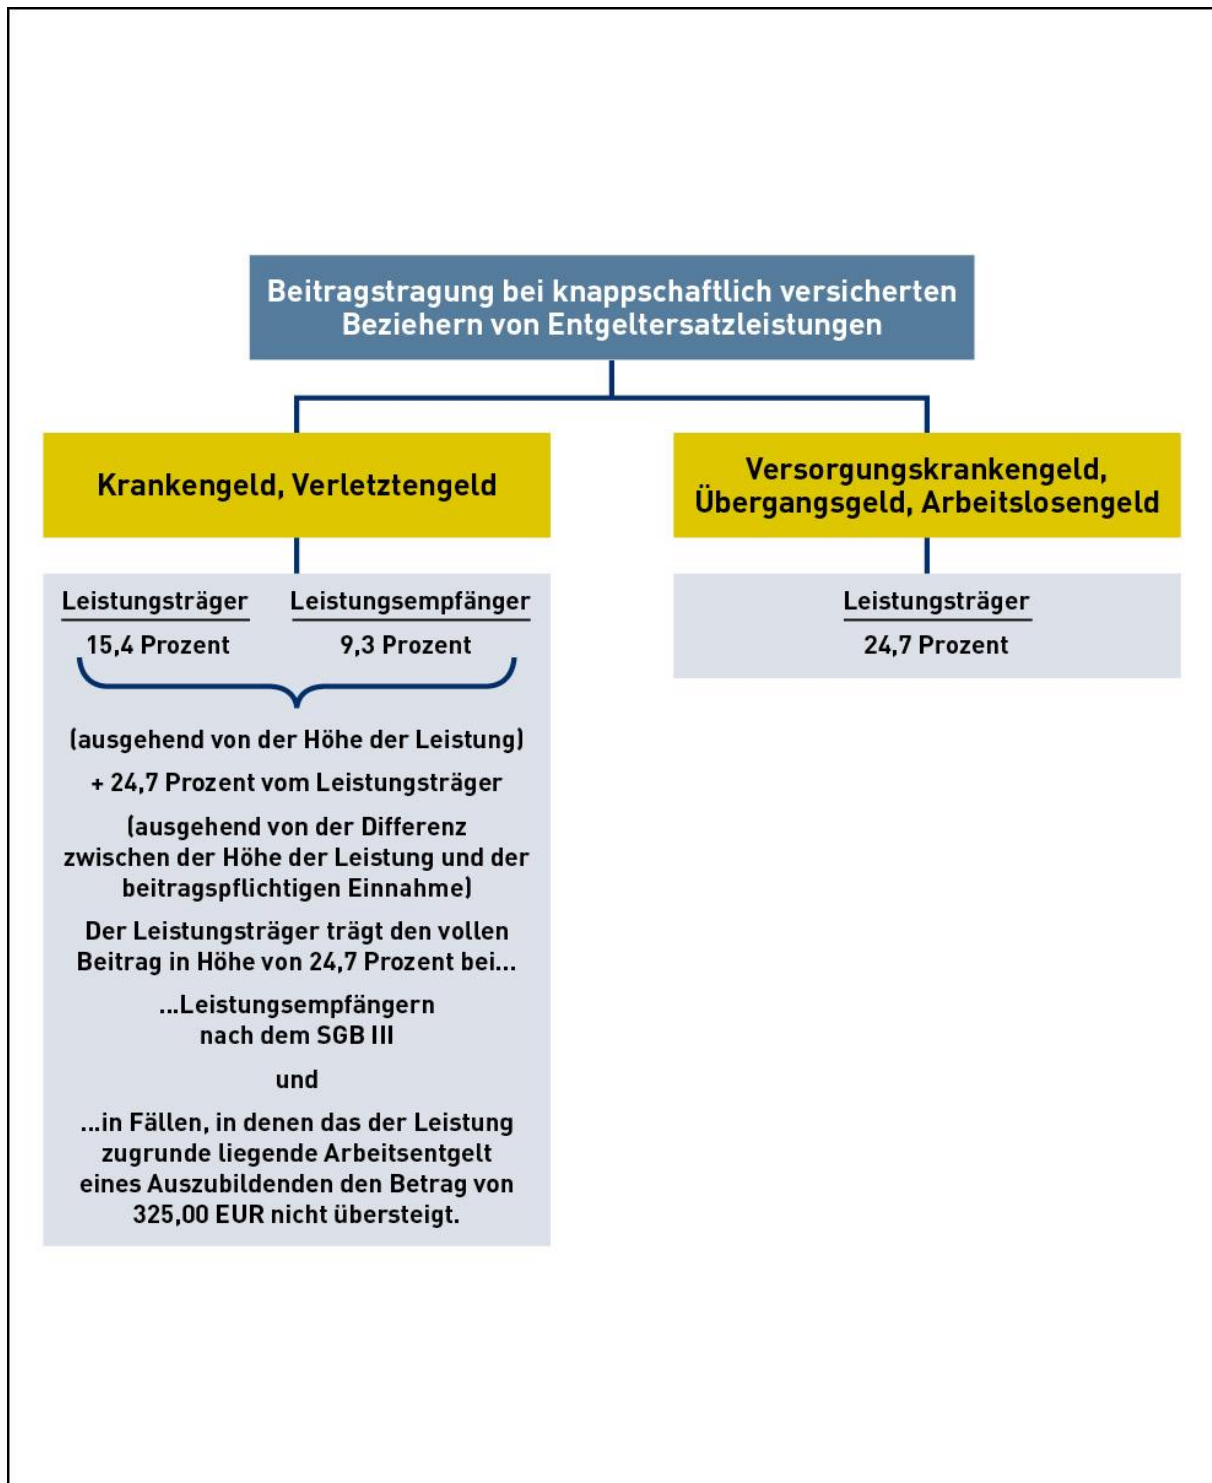 Beitragstragung bei knappschaftlich versicherten
Beziehern von Entgeltersatzleistungen
Krankengeld, Verletztengeld
Leistungsträger
15,4 Prozent
Leistungsempfänger
9,3 Prozent
(ausgehend von der Höhe der Leistung)
+ 24,7 Prozent vom Leistungsträger
(ausgehend von der Differenz
zwischen der Höhe der Leistung und der
beitragspflichtigen Einnahme)
Der Leistungsträger trägt den vollen
Beitrag in Höhe von 24,7 Prozent bei...
...Leistungsempfängern
nach dem SGB III
und
...in Fällen, in denen das der Leistung
zugrunde liegende Arbeitsentgelt
eines Auszubildenden den Betrag von
325,00 EUR nicht übersteigt.
Versorgungskrankengeld,
Übergangsgeld, Arbeitslosengeld
Leistungsträger
24,7 Prozent